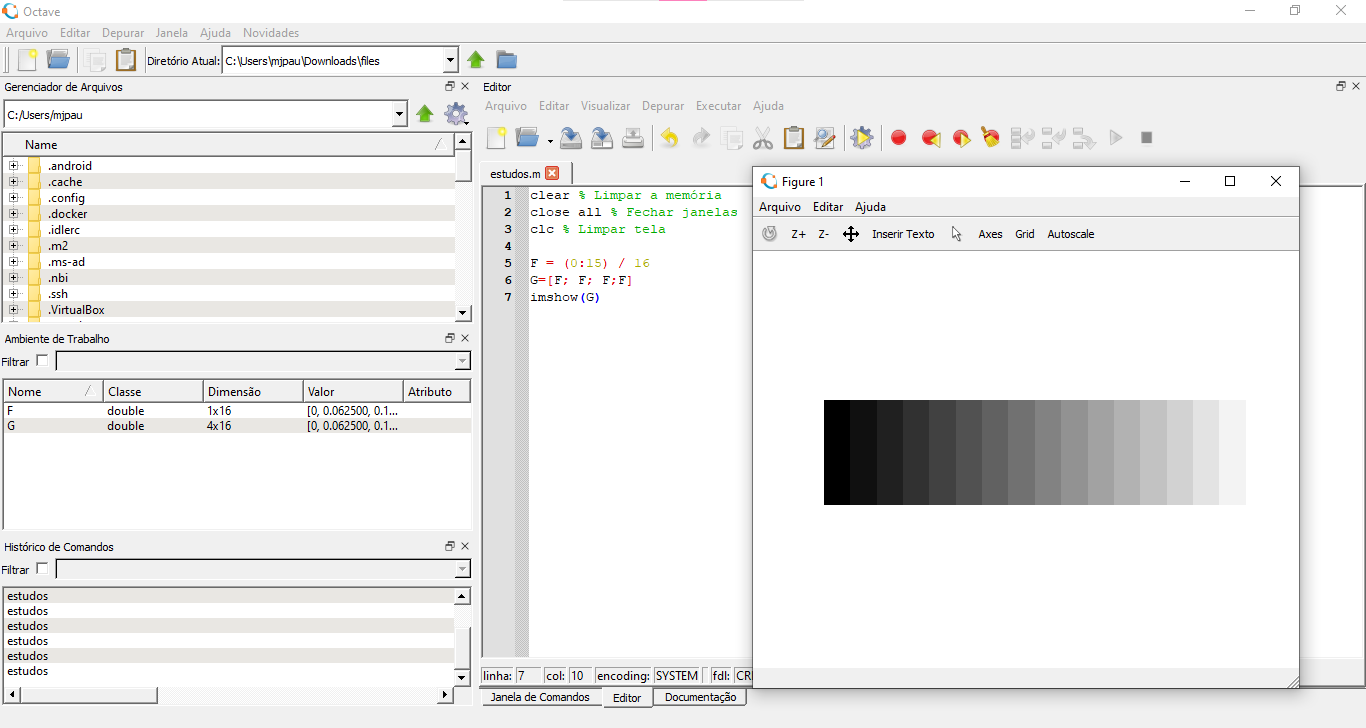 Octave
Arquivo Editar Depurar Janela Ajuda Novidades
Diretório Atual: C:\Users\mjpau\Downloads\files
Gerenciador de Arquivos
C:/Users/mjpau
Name
.android
.cache
.config
.docker
.idlerc
.m2
.ms-ad
.nbi
.ssh
.VirtualBox
Ambiente de Trabalho
Filtrar
Nome Classe Dimensão Valor Atributo
F double 1x16 [0, 0.062500, 0.1...
G double 4x16 [0, 0.062500, 0.1...
Histórico de Comandos
Filtrar
estudos
estudos
estudos
estudos
estudos
estudos
Editor
Arquivo Editar Visualizar Depurar Executar Ajuda
estudos.m
1 clear % Limpar a memória
2 close all % Fechar janelas
3 clc % Limpar tela
4
5 F = (0:15) / 16
6 G=[F; F; F;F]
7 imshow(G)
linha: 7 col: 10 encoding: SYSTEM fdl:
Janela de Comandos Editor Documentação
Figure 1
Arquivo Editar Ajuda
Z+ Z- Inserir Texto Axes Grid Autoscale